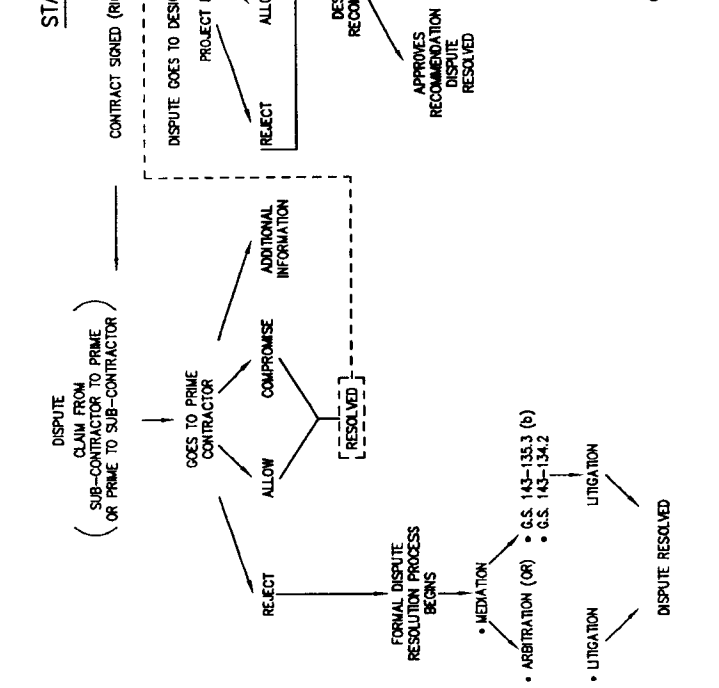 DISPUTE
CLAIM FROM
SUB-CONTRACTOR TO PRIME
OR PRIME TO SUB-CONTRACTOR
CONTRACT SIGNED
GOES TO PRIME
CONTRACTOR
REJECT
ALLOW
COMPROMISE
ADDITIONAL
INFORMATION
[RESOLVED]
FORMAL DISPUTE
RESOLUTION PROCESS
BEGINS
• MEDIATION
• ARBITRATION (OR)
• G.S. 143-135.3 (b)
• G.S. 143-134.2
• LITIGATION
LITIGATION
DISPUTE RESOLVED
DISPUTE GOES TO
PROJECT
REJECT
APPROVES
RECOMMENDATION
DISPUTE
RESOLVED